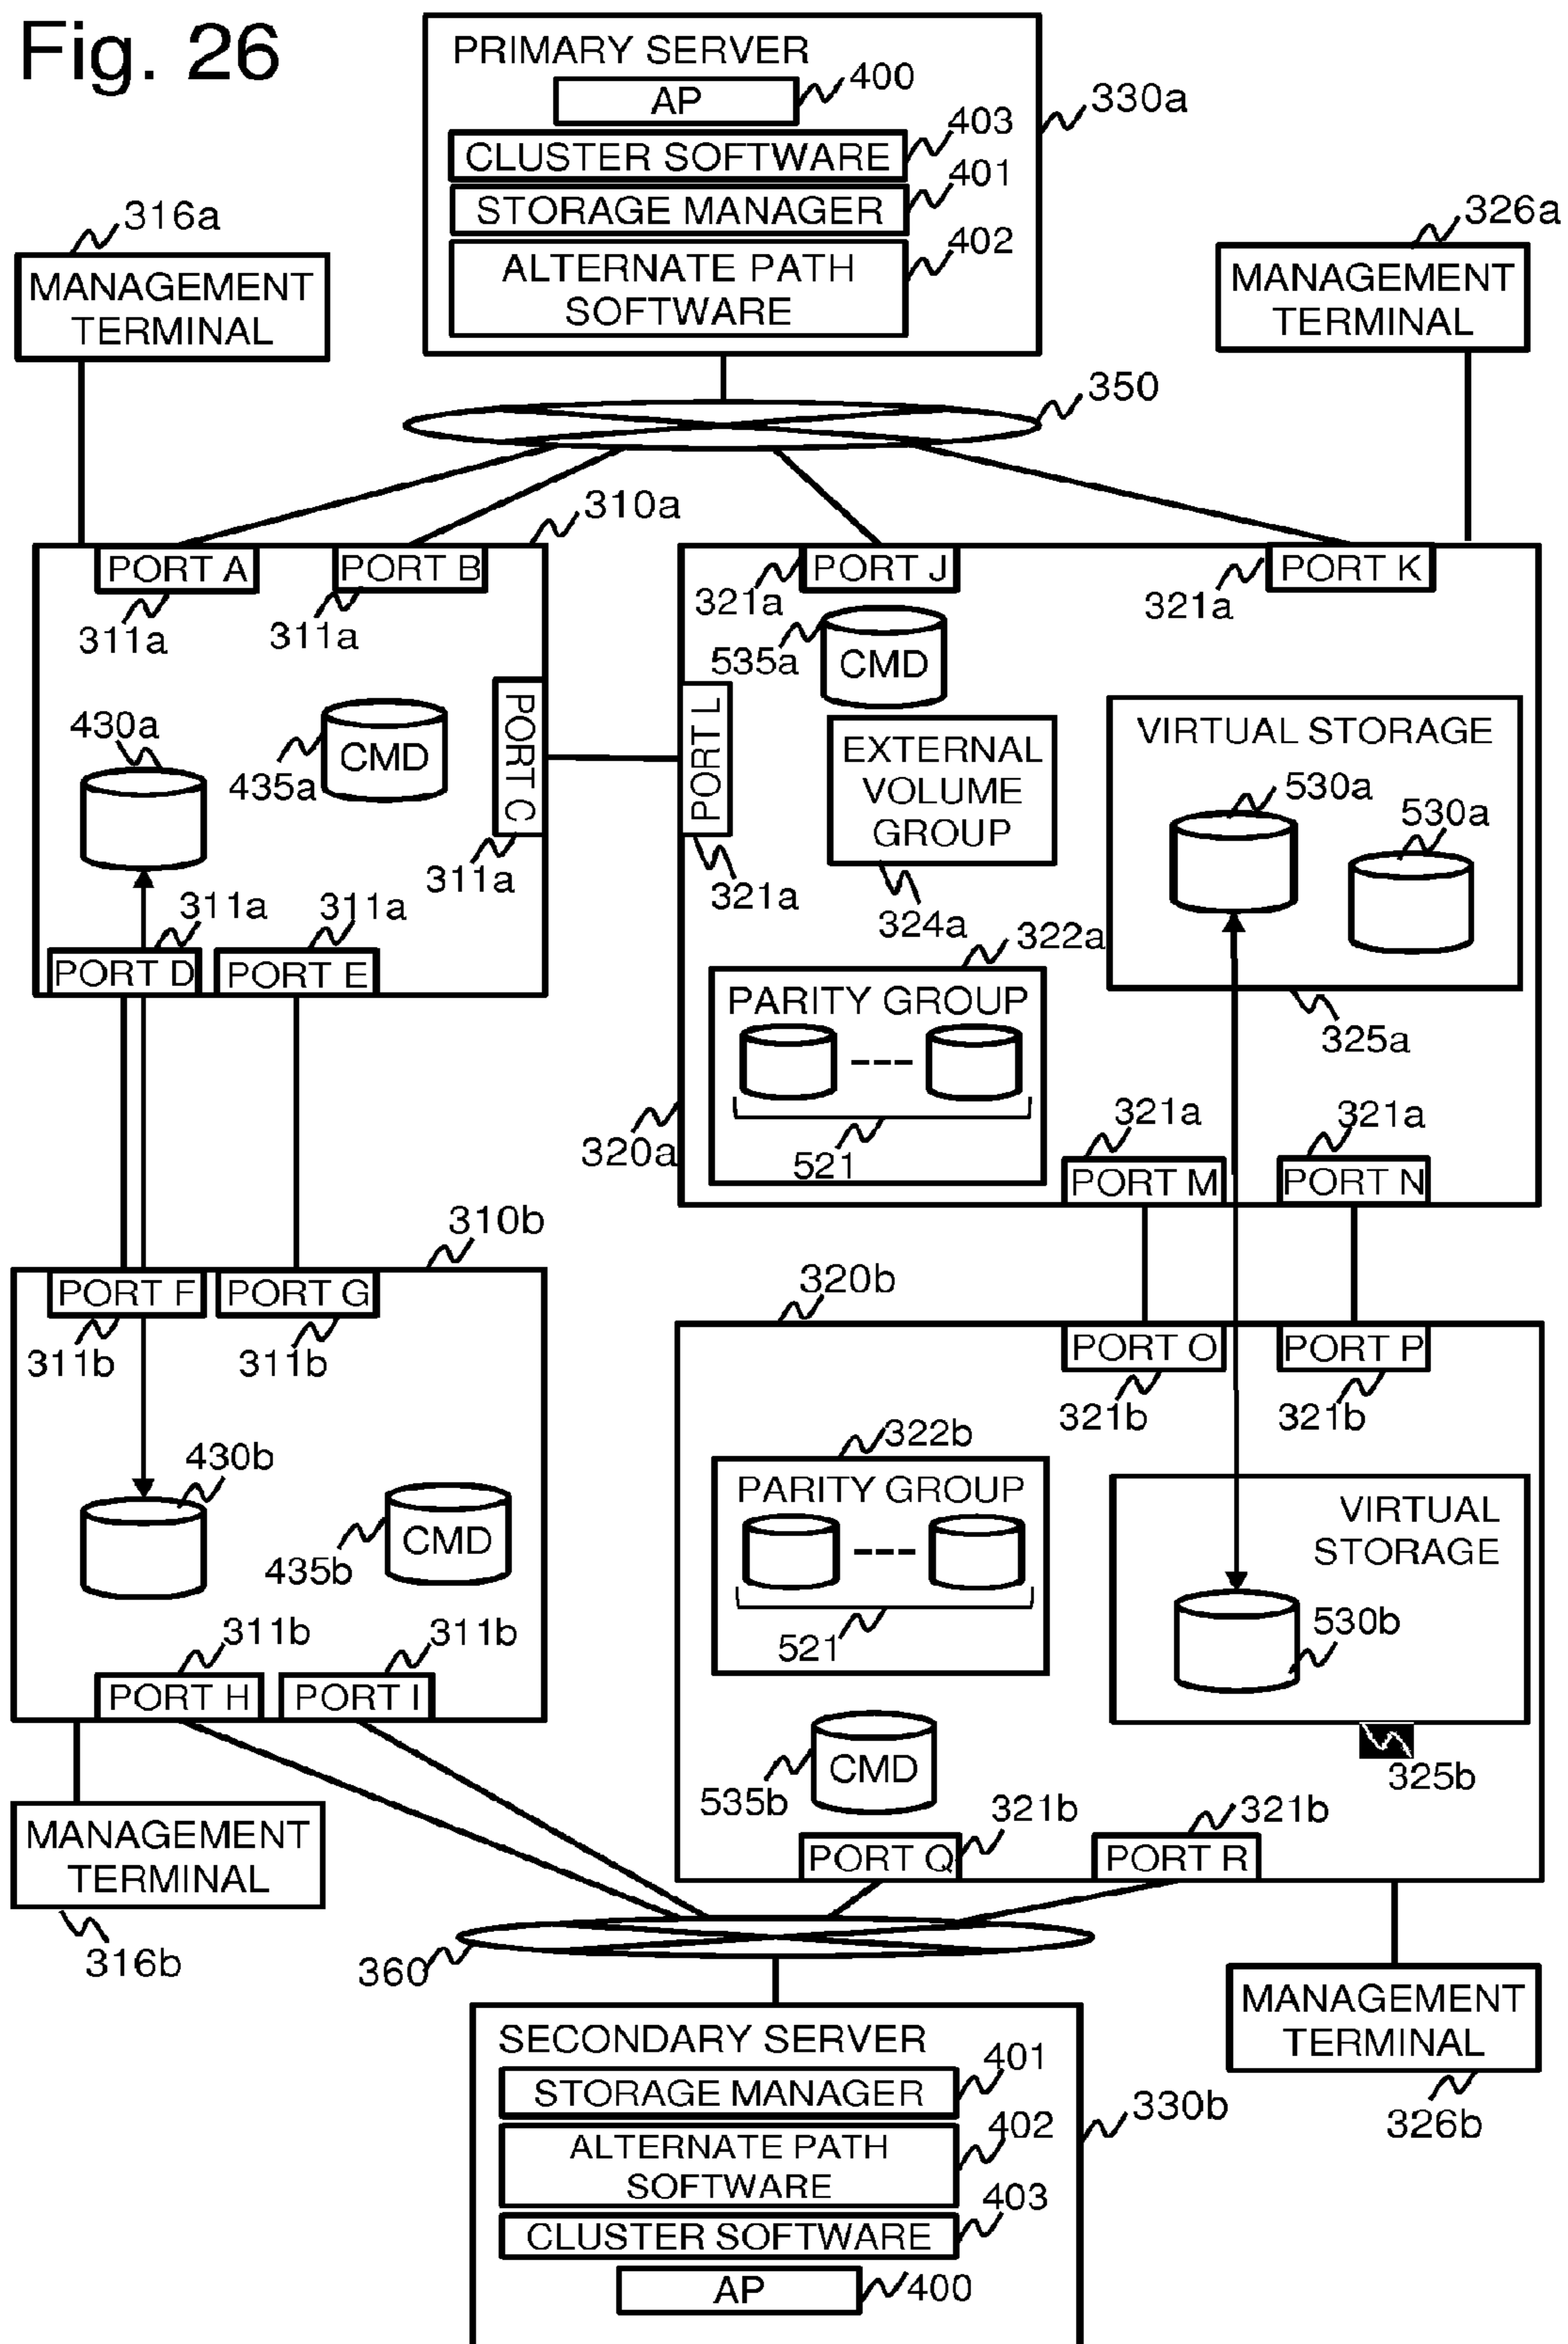 Fig. 26
PRIMARY SERVER
AP
400
330a
CLUSTER SOFTWARE
403
STORAGE MANAGER
401
ALTERNATE PATH
SOFTWARE
402
316a
MANAGEMENT
TERMINAL
326a
MANAGEMENT
TERMINAL
350
310a
PORT A
PORT B
311a
311a
430a
CMD
435a
PORT C
311a
311a
311a
PORT D
PORT E
PORT J
PORT K
321a
321a
535a
CMD
PORT L
321a
EXTERNAL
VOLUME
GROUP
324a
VIRTUAL STORAGE
530a
530a
325a
322a
PARITY GROUP
---
521
320a
321a
321a
PORT M
PORT N
310b
PORT F
PORT G
311b
311b
430b
CMD
435b
311b
311b
PORT H
PORT I
320b
PORT O
PORT P
321b
321b
322b
PARITY GROUP
---
521
VIRTUAL
STORAGE
530b
325b
CMD
535b
321b
321b
PORT Q
PORT R
MANAGEMENT
TERMINAL
316b
360
MANAGEMENT
TERMINAL
326b
SECONDARY SERVER
STORAGE MANAGER
401
330b
ALTERNATE PATH
SOFTWARE
402
CLUSTER SOFTWARE
403
AP
400